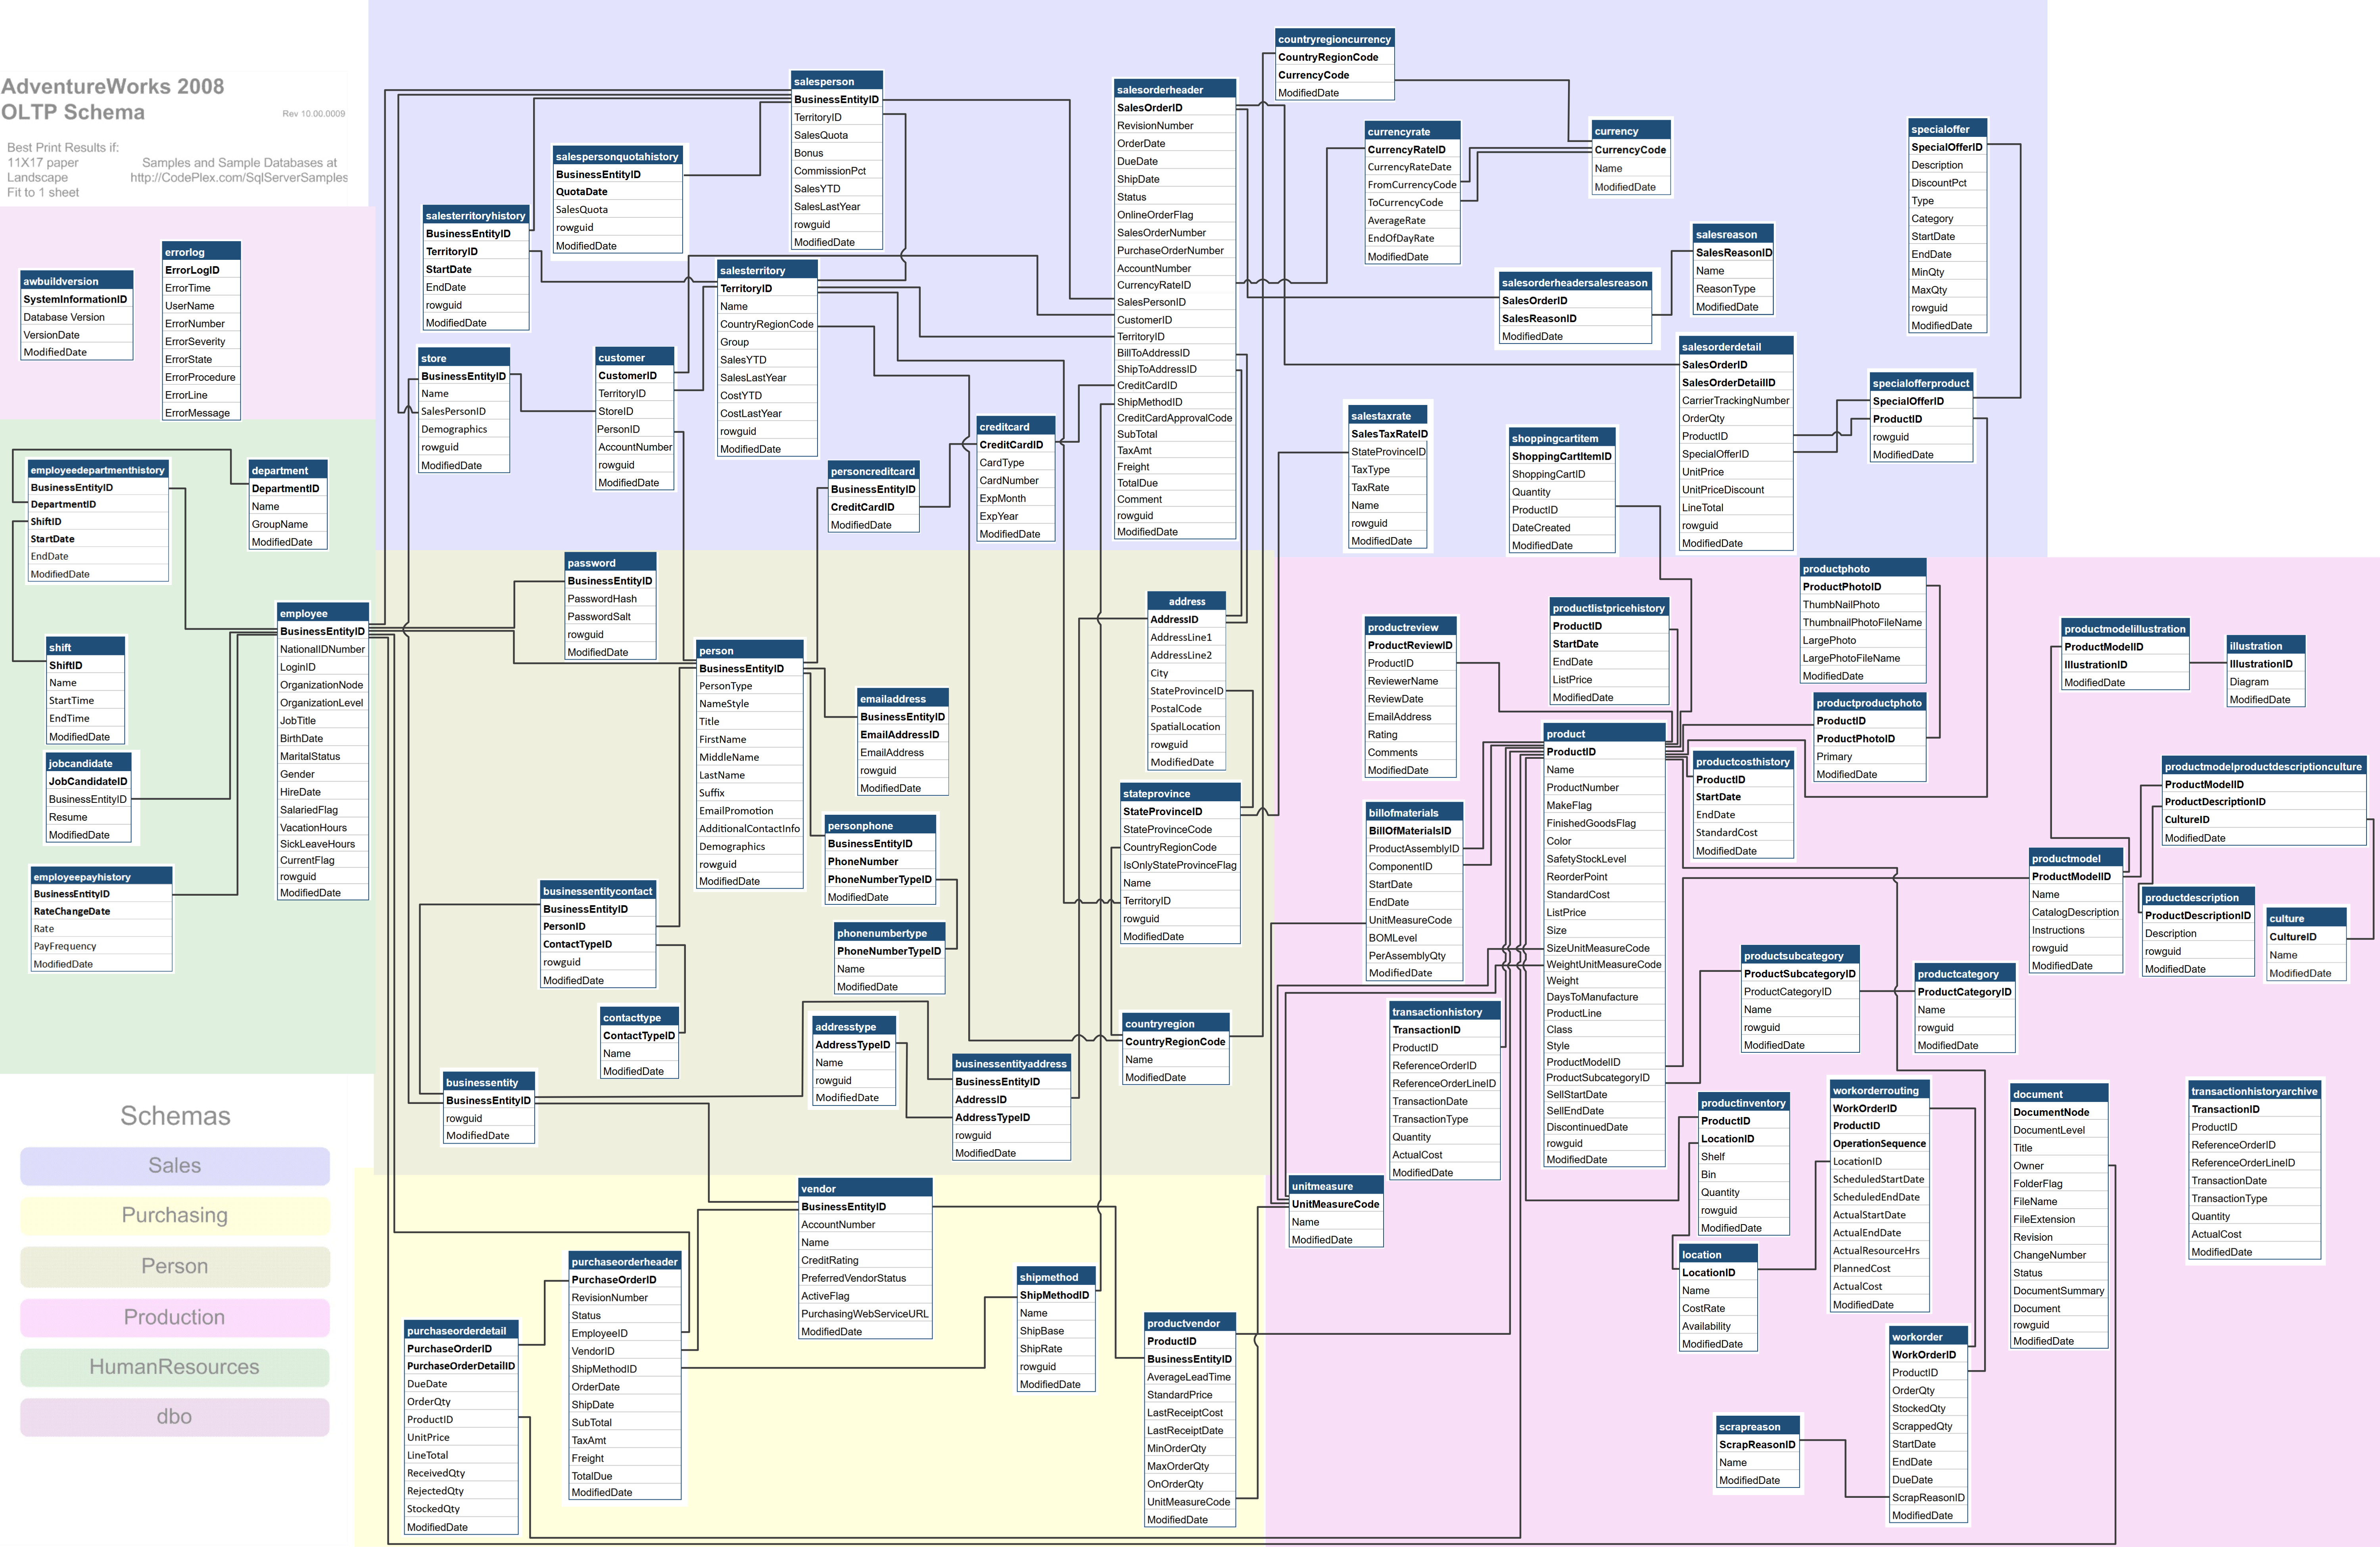 AdventureWorks 2008
OLTP Schema
Rev 10.00.0009
Best Print Results if:
11X17 paper
Landscape
Fit to 1 sheet
Samples and Sample Databases at
http://CodePlex.com/SqlServerSamples
awbuildversion
SystemInformationID
Database Version
VersionDate
ModifiedDate
errorlog
ErrorLogID
ErrorTime
UserName
ErrorNumber
ErrorSeverity
ErrorState
ErrorProcedure
ErrorLine
ErrorMessage
employeedepartmenthistory
BusinessEntityID
DepartmentID
ShiftID
StartDate
EndDate
ModifiedDate
department
DepartmentID
Name
GroupName
ModifiedDate
employee
BusinessEntityID
NationalIDNumber
LoginID
OrganizationNode
OrganizationLevel
JobTitle
BirthDate
MaritalStatus
Gender
HireDate
SalariedFlag
VacationHours
SickLeaveHours
CurrentFlag
rowguid
ModifiedDate
shift
ShiftID
Name
StartTime
EndTime
ModifiedDate
jobcandidate
JobCandidateID
BusinessEntityID
Resume
ModifiedDate
employeepayhistory
BusinessEntityID
RateChangeDate
Rate
PayFrequency
ModifiedDate
Schemas
Sales
Purchasing
Person
Production
HumanResources
dbo
salesperson
BusinessEntityID
TerritoryID
SalesQuota
Bonus
CommissionPct
SalesYTD
SalesLastYear
rowguid
ModifiedDate
salespersonquotahistory
BusinessEntityID
QuotaDate
SalesQuota
rowguid
ModifiedDate
salesterritoryhistory
BusinessEntityID
TerritoryID
StartDate
EndDate
rowguid
ModifiedDate
salesterritory
TerritoryID
Name
CountryRegionCode
Group
SalesYTD
SalesLastYear
CostYTD
CostLastYear
rowguid
ModifiedDate
store
BusinessEntityID
Name
SalesPersonID
Demographics
rowguid
ModifiedDate
customer
CustomerID
TerritoryID
StoreID
PersonID
AccountNumber
rowguid
ModifiedDate
personcreditcard
BusinessEntityID
CreditCardID
ModifiedDate
creditcard
CreditCardID
CardType
CardNumber
ExpMonth
ExpYear
ModifiedDate
salesorderheader
SalesOrderID
RevisionNumber
OrderDate
DueDate
ShipDate
Status
OnlineOrderFlag
SalesOrderNumber
PurchaseOrderNumber
AccountNumber
CurrencyRateID
SalesPersonID
CustomerID
TerritoryID
BillToAddressID
ShipToAddressID
CreditCardID
ShipMethodID
CreditCardApprovalCode
SubTotal
TaxAmt
Freight
TotalDue
Comment
rowguid
ModifiedDate
countryregioncurrency
CountryRegionCode
CurrencyCode
ModifiedDate
currencyrate
CurrencyRateID
CurrencyRateDate
FromCurrencyCode
ToCurrencyCode
AverageRate
EndOfDayRate
ModifiedDate
currency
CurrencyCode
Name
ModifiedDate
salesreason
SalesReasonID
Name
ReasonType
ModifiedDate
salesorderheadersalesreason
SalesOrderID
SalesReasonID
ModifiedDate
specialoffer
SpecialOfferID
Description
DiscountPct
Type
Category
StartDate
EndDate
MinQty
MaxQty
rowguid
ModifiedDate
salesorderdetail
SalesOrderID
SalesOrderDetailID
CarrierTrackingNumber
OrderQty
ProductID
SpecialOfferID
UnitPrice
UnitPriceDiscount
LineTotal
rowguid
ModifiedDate
specialofferproduct
SpecialOfferID
ProductID
rowguid
ModifiedDate
salestaxrate
SalesTaxRateID
StateProvinceID
TaxType
TaxRate
Name
rowguid
ModifiedDate
shoppingcartitem
ShoppingCartItemID
ShoppingCartID
Quantity
ProductID
DateCreated
ModifiedDate
password
BusinessEntityID
PasswordHash
PasswordSalt
rowguid
ModifiedDate
person
BusinessEntityID
PersonType
NameStyle
Title
FirstName
MiddleName
LastName
Suffix
EmailPromotion
AdditionalContactInfo
Demographics
rowguid
ModifiedDate
emailaddress
BusinessEntityID
EmailAddressID
EmailAddress
rowguid
ModifiedDate
personphone
BusinessEntityID
PhoneNumber
PhoneNumberTypeID
ModifiedDate
phonenumbertype
PhoneNumberTypeID
Name
ModifiedDate
businessentitycontact
BusinessEntityID
PersonID
ContactTypeID
rowguid
ModifiedDate
contacttype
ContactTypeID
Name
ModifiedDate
businessentity
BusinessEntityID
rowguid
ModifiedDate
addresstype
AddressTypeID
Name
rowguid
ModifiedDate
businessentityaddress
BusinessEntityID
AddressID
AddressTypeID
rowguid
ModifiedDate
address
AddressID
AddressLine1
AddressLine2
City
StateProvinceID
PostalCode
SpatialLocation
rowguid
ModifiedDate
stateprovince
StateProvinceID
StateProvinceCode
CountryRegionCode
IsOnlyStateProvinceFlag
Name
TerritoryID
rowguid
ModifiedDate
countryregion
CountryRegionCode
Name
ModifiedDate
vendor
BusinessEntityID
AccountNumber
Name
CreditRating
PreferredVendorStatus
ActiveFlag
PurchasingWebServiceURL
ModifiedDate
purchaseorderheader
PurchaseOrderID
RevisionNumber
Status
EmployeeID
VendorID
ShipMethodID
OrderDate
ShipDate
SubTotal
TaxAmt
Freight
TotalDue
ModifiedDate
purchaseorderdetail
PurchaseOrderID
PurchaseOrderDetailID
DueDate
OrderQty
ProductID
UnitPrice
LineTotal
ReceivedQty
RejectedQty
StockedQty
ModifiedDate
shipmethod
ShipMethodID
Name
ShipBase
ShipRate
rowguid
ModifiedDate
productvendor
ProductID
BusinessEntityID
AverageLeadTime
StandardPrice
LastReceiptCost
LastReceiptDate
MinOrderQty
MaxOrderQty
OnOrderQty
UnitMeasureCode
ModifiedDate
productreview
ProductReviewID
ProductID
ReviewerName
ReviewDate
EmailAddress
Rating
Comments
ModifiedDate
productlistpricehistory
ProductID
StartDate
EndDate
ListPrice
ModifiedDate
productphoto
ProductPhotoID
ThumbNailPhoto
ThumbnailPhotoFileName
LargePhoto
LargePhotoFileName
ModifiedDate
productproductphoto
ProductID
ProductPhotoID
Primary
ModifiedDate
product
ProductID
Name
ProductNumber
MakeFlag
FinishedGoodsFlag
Color
SafetyStockLevel
ReorderPoint
StandardCost
ListPrice
Size
SizeUnitMeasureCode
WeightUnitMeasureCode
Weight
DaysToManufacture
ProductLine
Class
Style
ProductModelID
ProductSubcategoryID
SellStartDate
SellEndDate
DiscontinuedDate
rowguid
ModifiedDate
productcosthistory
ProductID
StartDate
EndDate
StandardCost
ModifiedDate
billofmaterials
BillOfMaterialsID
ProductAssemblyID
ComponentID
StartDate
EndDate
UnitMeasureCode
BOMLevel
PerAssemblyQty
ModifiedDate
transactionhistory
TransactionID
ProductID
ReferenceOrderID
ReferenceOrderLineID
TransactionDate
TransactionType
Quantity
ActualCost
ModifiedDate
unitmeasure
UnitMeasureCode
Name
ModifiedDate
productmodelillustration
ProductModelID
IllustrationID
ModifiedDate
illustration
IllustrationID
Diagram
ModifiedDate
productmodelproductdescriptionculture
ProductModelID
ProductDescriptionID
CultureID
ModifiedDate
productmodel
ProductModelID
Name
CatalogDescription
Instructions
rowguid
ModifiedDate
productdescription
ProductDescriptionID
Description
rowguid
ModifiedDate
culture
CultureID
Name
ModifiedDate
productsubcategory
ProductSubcategoryID
ProductCategoryID
Name
rowguid
ModifiedDate
productcategory
ProductCategoryID
Name
rowguid
ModifiedDate
productinventory
ProductID
LocationID
Shelf
Bin
Quantity
rowguid
ModifiedDate
location
LocationID
Name
CostRate
Availability
ModifiedDate
workorderrouting
WorkOrderID
ProductID
OperationSequence
LocationID
ScheduledStartDate
ScheduledEndDate
ActualStartDate
ActualEndDate
ActualResourceHrs
PlannedCost
ActualCost
ModifiedDate
workorder
WorkOrderID
ProductID
OrderQty
StockedQty
ScrappedQty
StartDate
EndDate
DueDate
ScrapReasonID
ModifiedDate
scrapreason
ScrapReasonID
Name
ModifiedDate
document
DocumentNode
DocumentLevel
Title
Owner
FolderFlag
FileName
FileExtension
Revision
ChangeNumber
Status
DocumentSummary
Document
rowguid
ModifiedDate
transactionhistoryarchive
TransactionID
ProductID
ReferenceOrderID
ReferenceOrderLineID
TransactionDate
TransactionType
Quantity
ActualCost
ModifiedDate